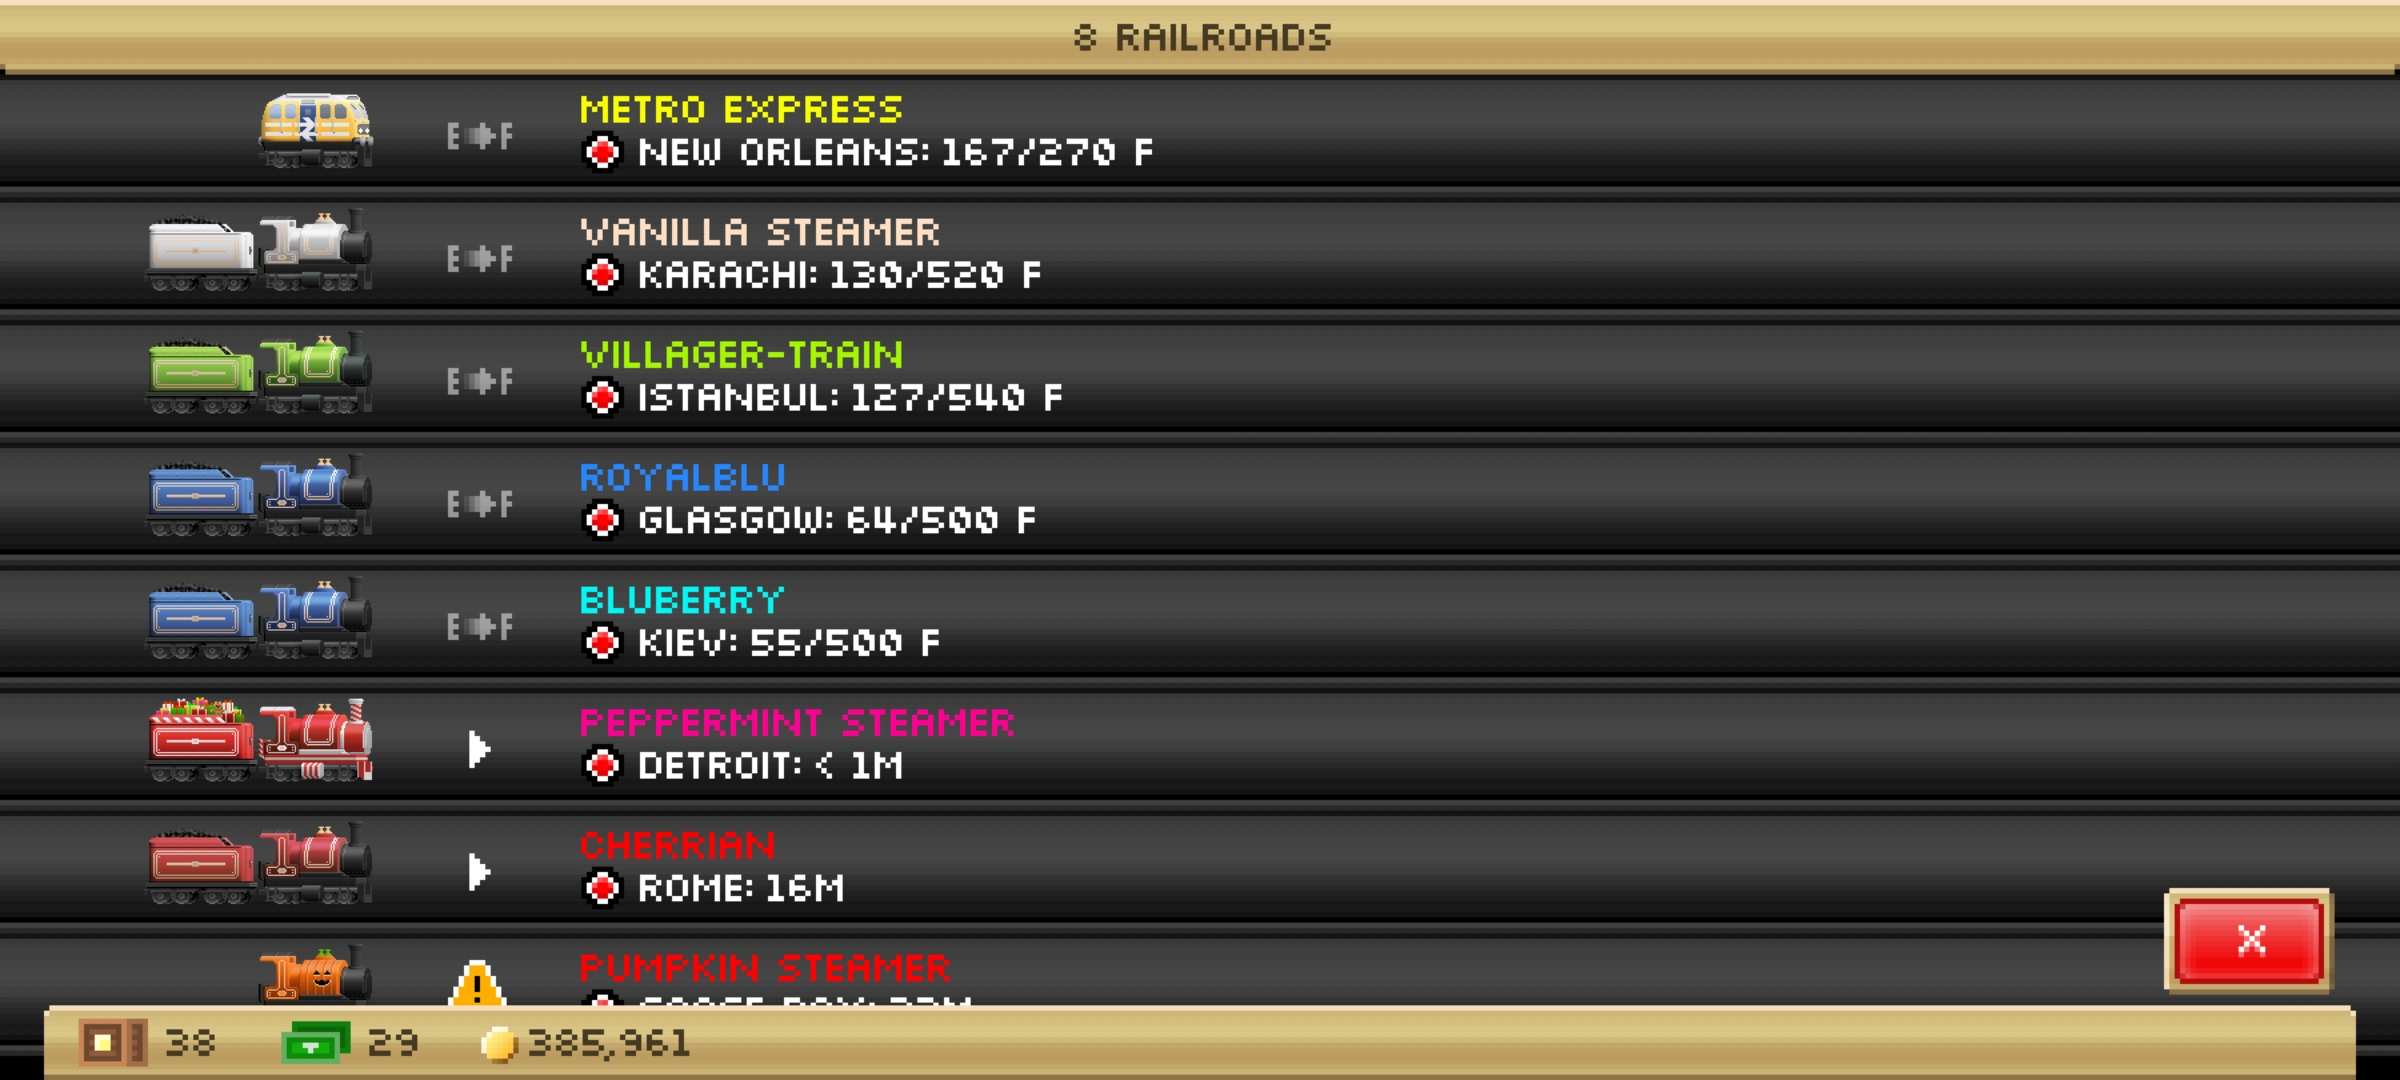 8 RAILROADS
METRO EXPRESS
E F NEW ORLEANS: 167/270 F
VANILLA STEAMER
E F KARACHI: 130/520 F
VILLAGER-TRAIN
E F ISTANBUL: 127/540 F
ROYALBLU
E F GLASGOW: 64/500 F
BLUBERRY
E F KIEV: 55/500 F
PEPPERMINT STEAMER
DETROIT: < 1M
CHERRIAN
ROME: 16M
PUMPKIN STEAMER
X
38 29 385,961